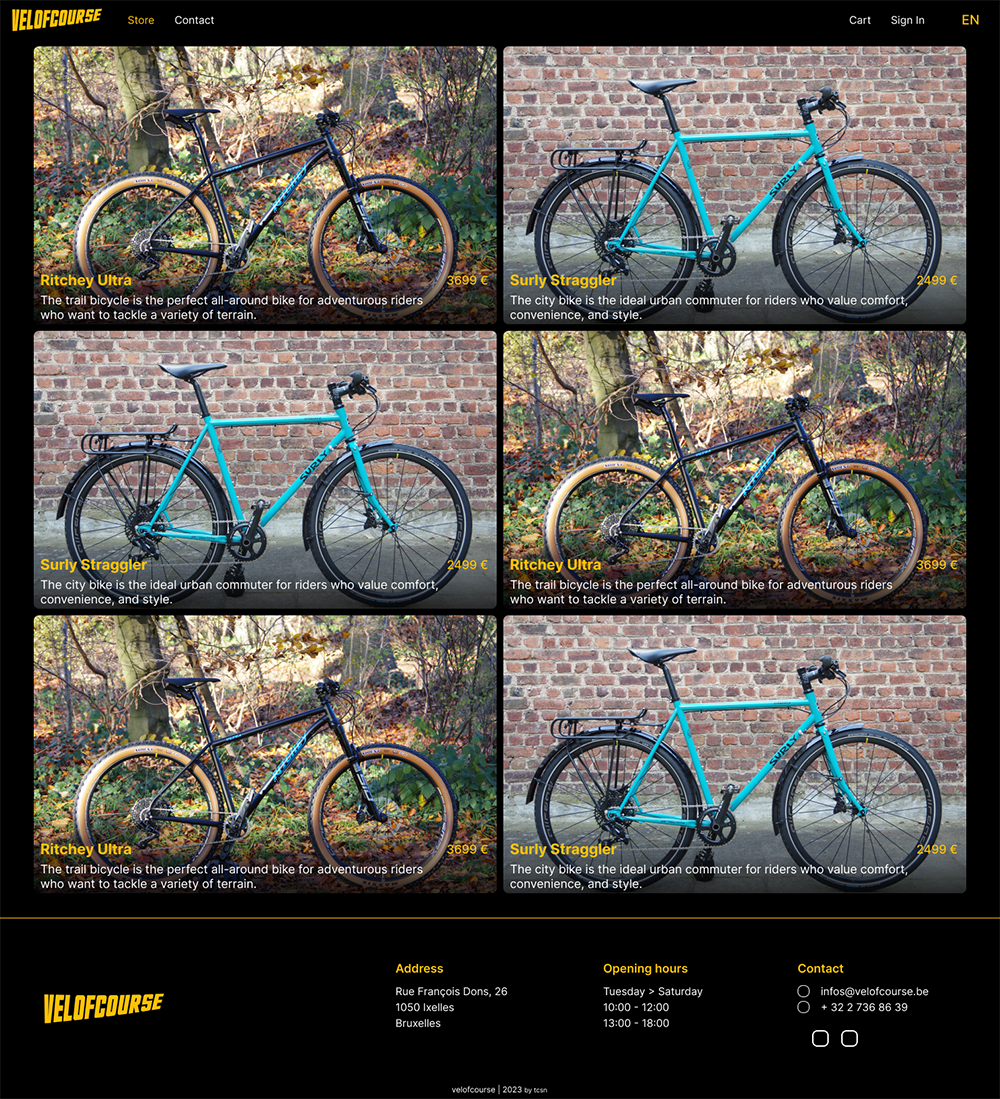 VELOFCOURSE Store Contact Cart Sign In EN
SURLY
Ritchey Ultra 3699 €
The trail bicycle is the perfect all-around bike for adventurous riders
who want to tackle a variety of terrain.
Surly Straggler 2499 €
The city bike is the ideal urban commuter for riders who value comfort,
convenience, and style.
SURLY
Surly Straggler 2499 €
The city bike is the ideal urban commuter for riders who value comfort,
convenience, and style.
Ritchey Ultra 3699 €
The trail bicycle is the perfect all-around bike for adventurous riders
who want to tackle a variety of terrain.
SURLY
Ritchey Ultra 3699 €
The trail bicycle is the perfect all-around bike for adventurous riders
who want to tackle a variety of terrain.
Surly Straggler 2499 €
The city bike is the ideal urban commuter for riders who value comfort,
convenience, and style.
VELOFCOURSE
Address
Rue François Dons, 26
1050 Ixelles
Bruxelles
Opening hours
Tuesday > Saturday
10:00 - 12:00
13:00 - 18:00
Contact
infos@velofcourse.be
+ 32 2 736 86 39
velofcourse | 2023 by tcsn